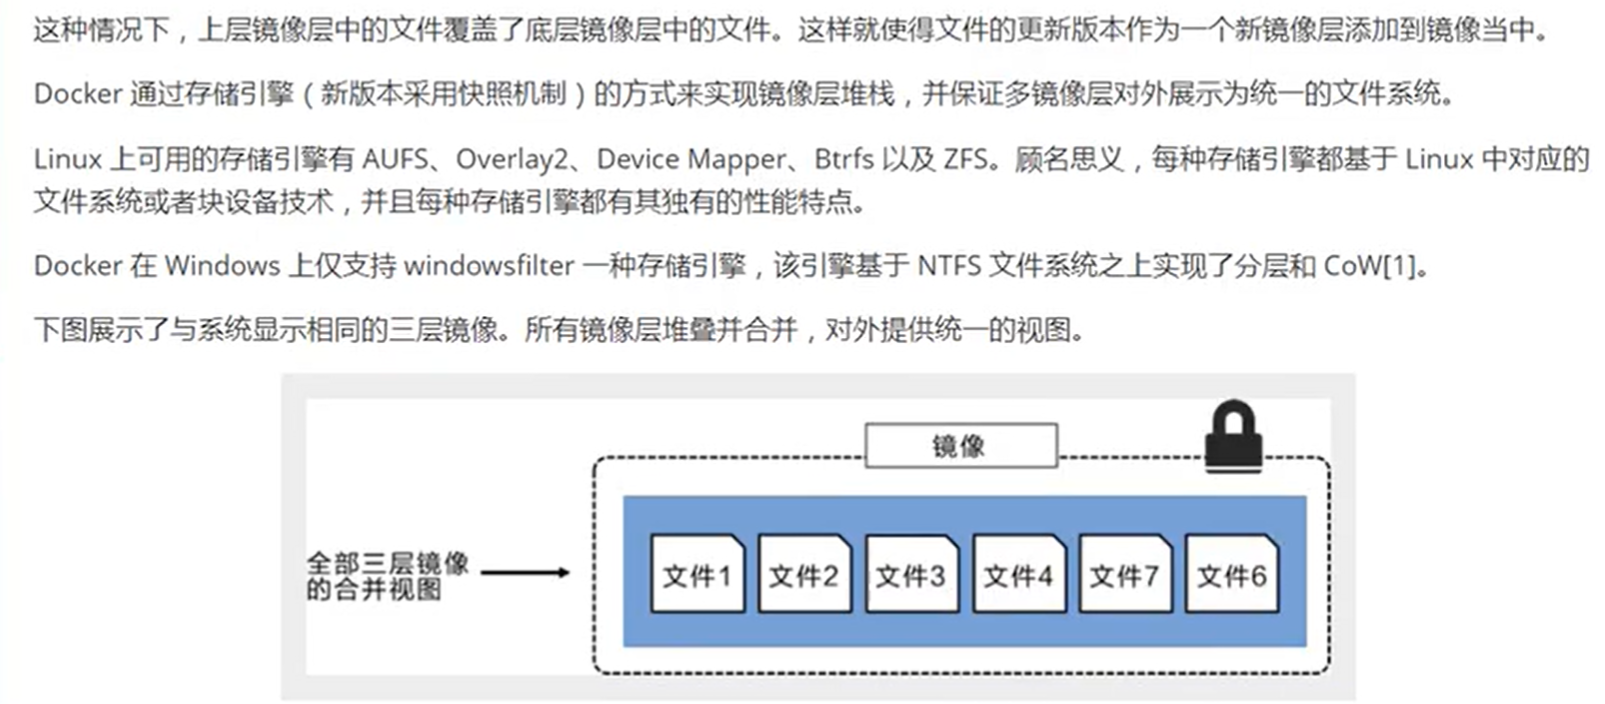 这种情况下，上层镜像层中的文件覆盖了底层镜像层中的文件。这样就使得文件的更新版本作为一个新镜像层添加到镜像当中。
Docker 通过存储引擎（新版本采用快照机制）的方式来实现镜像层堆栈，并保证多镜像层对外展示为统一的文件系统。
Linux 上可用的存储引擎有 AUFS、Overlay2、Device Mapper、Btrfs 以及 ZFS。顾名思义，每种存储引擎都基于 Linux 中对应的
文件系统或者块设备技术，并且每种存储引擎都有其独有的性能特点。
Docker 在 Windows 上仅支持 windowsfilter 一种存储引擎，该引擎基于 NTFS 文件系统之上实现了分层和 CoW[1]。
下图展示了与系统显示相同的三层镜像。所有镜像层堆叠并合并，对外提供统一的视图。
镜像
全部三层镜像
的合并视图
文件1 文件2 文件3 文件4 文件7 文件6